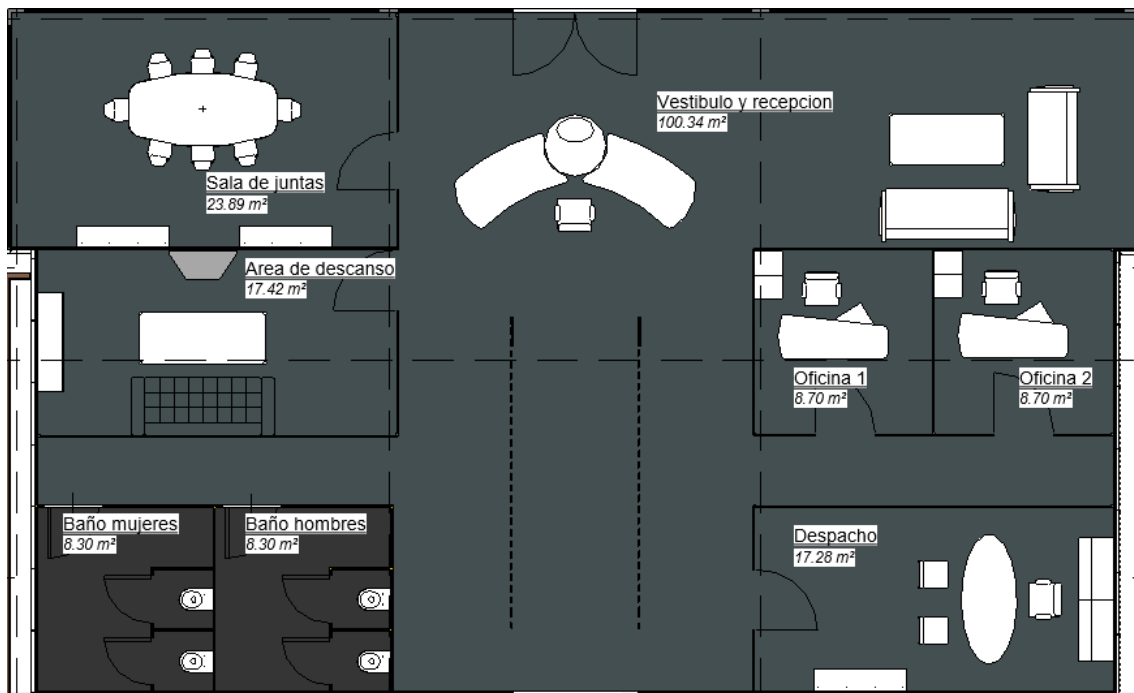 Vestibulo y recepcion
100.34 m²
Sala de juntas
23.89 m²
Area de descanso
17.42 m²
Oficina 1
8.70 m²
Oficina 2
8.70 m²
Baño mujeres
8.30 m²
Baño hombres
8.30 m²
Despacho
17.28 m²